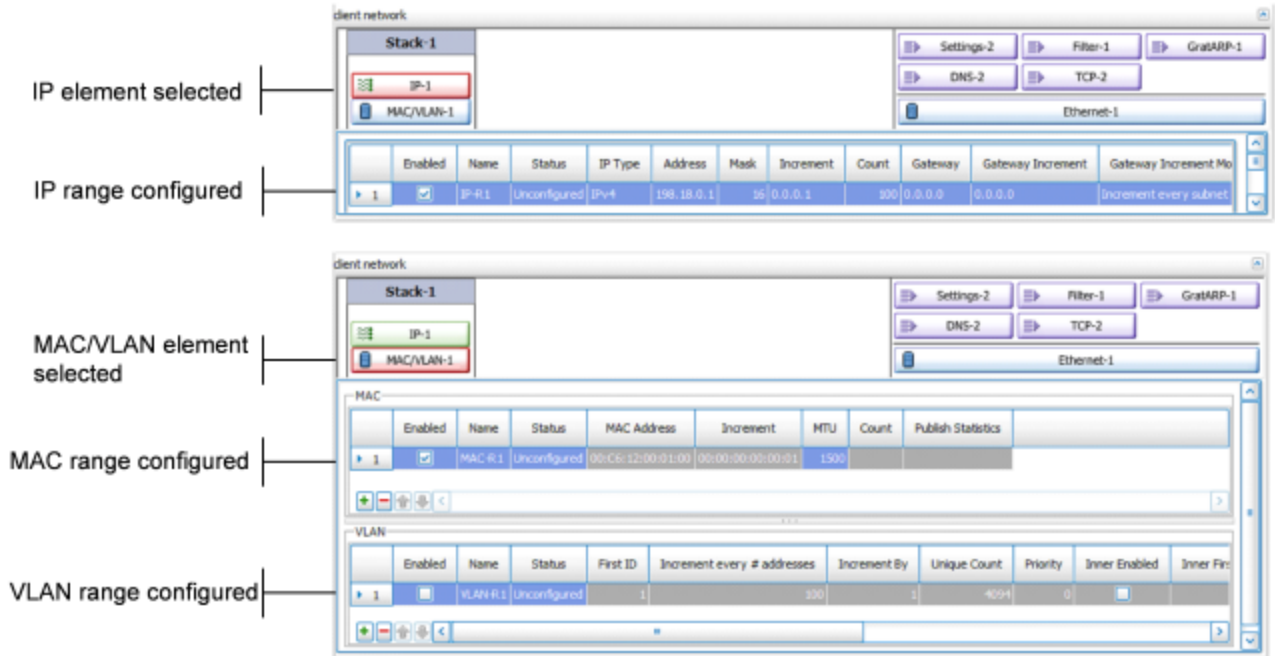 client network
Stack-1
Settings-2 Filter-1 GratARP-1
IP element selected
IP-1
DNS-2 TCP-2
MAC/VLAN-1
Ethernet-1
Enabled Name Status IP Type Address Mask Increment Count Gateway Gateway Increment Gateway Increment Mo
IP range configured
1 IP-R1 Unconfigured IPv4 198.18.0.1 16 0.0.0.1 100 0.0.0.0 0.0.0.0 Increment every subnet
client network
Stack-1
Settings-2 Filter-1 GratARP-1
IP-1
DNS-2 TCP-2
MAC/VLAN element
selected
MAC/VLAN-1
Ethernet-1
MAC
Enabled Name Status MAC Address Increment MTU Count Publish Statistics
MAC range configured
1 MAC-R1 Unconfigured 00:C6:12:00:01:00 00:00:00:00:00:01 1500
VLAN
Enabled Name Status First ID Increment every # addresses Increment By Unique Count Priority Inner Enabled Inner Firs
VLAN range configured
1 VLAN-R1 Unconfigured 1 100 1 4094 0